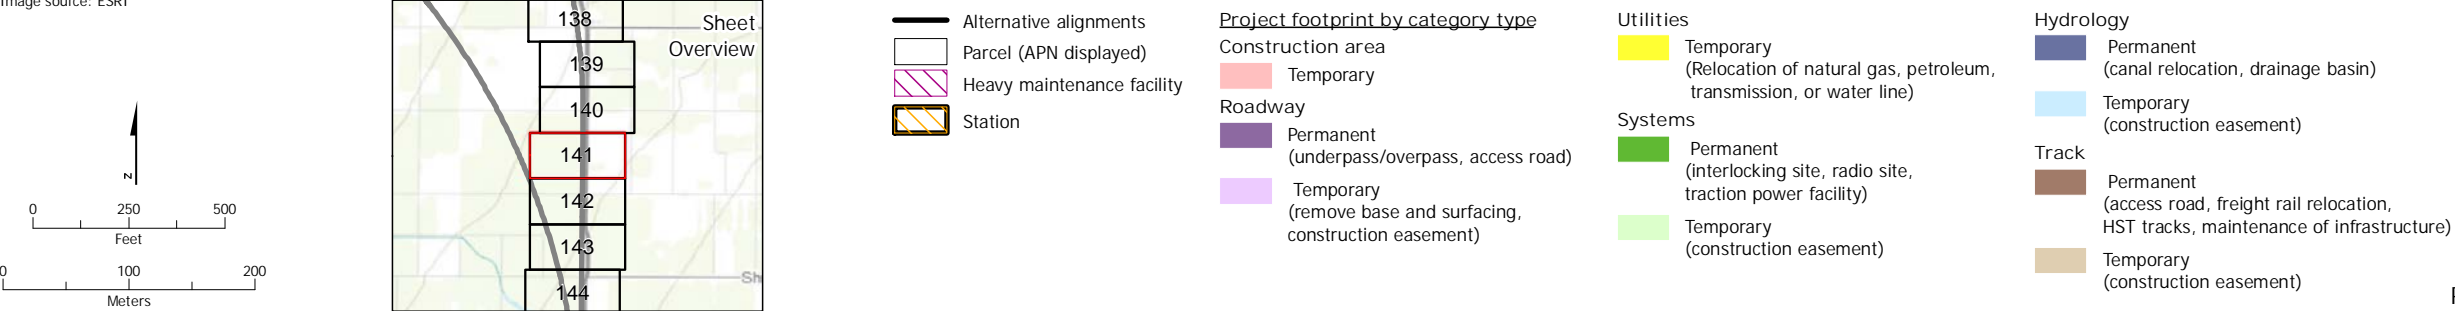 Image source: ESRI
N
0 250 500
Feet
0 100 200
Meters
Sheet
Overview
138
139
140
141
142
143
144
Alternative alignments
Parcel (APN displayed)
Heavy maintenance facility
Station
Project footprint by category type
Construction area
Temporary
Roadway
Permanent
(underpass/overpass, access road)
Temporary
(remove base and surfacing,
construction easement)
Utilities
Temporary
(Relocation of natural gas, petroleum,
transmission, or water line)
Systems
Permanent
(interlocking site, radio site,
traction power facility)
Temporary
(construction easement)
Hydrology
Permanent
(canal relocation, drainage basin)
Temporary
(construction easement)
Track
Permanent
(access road, freight rail relocation,
HST tracks, maintenance of infrastructure)
Temporary
(construction easement)